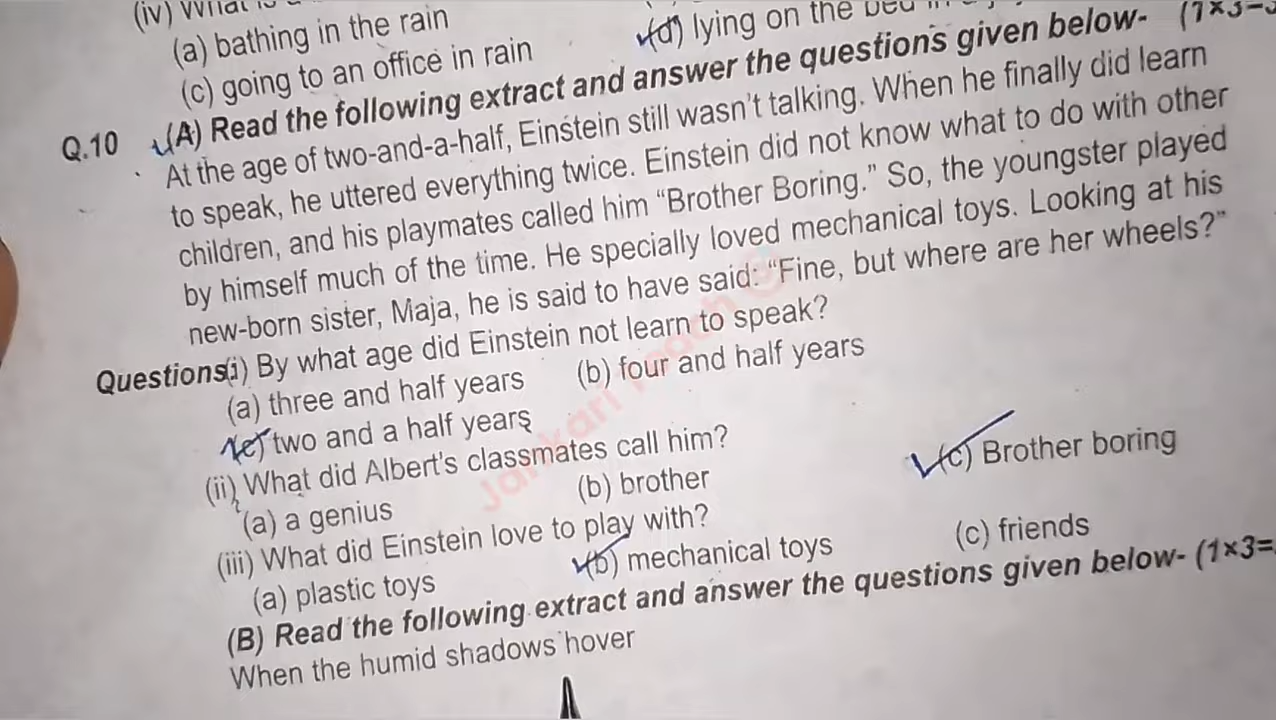 (iv) What is
(a) bathing in the rain
(d) lying on the bed in
(c) going to an office in rain
Q.10 (A) Read the following extract and answer the questions given below- (1×3=3
At the age of two-and-a-half, Einstein still wasn't talking. When he finally did learn
to speak, he uttered everything twice. Einstein did not know what to do with other
children, and his playmates called him “Brother Boring.” So, the youngster played
by himself much of the time. He specially loved mechanical toys. Looking at his
new-born sister, Maja, he is said to have said: “Fine, but where are her wheels?”
Questions(i) By what age did Einstein not learn to speak?
(a) three and half years (b) four and half years
(c) two and a half years
(ii) What did Albert's classmates call him?
(a) a genius (b) brother (c) Brother boring
(iii) What did Einstein love to play with?
(a) plastic toys (b) mechanical toys (c) friends
(B) Read the following extract and answer the questions given below- (1×3=
When the humid shadows hover
Jankari Teach